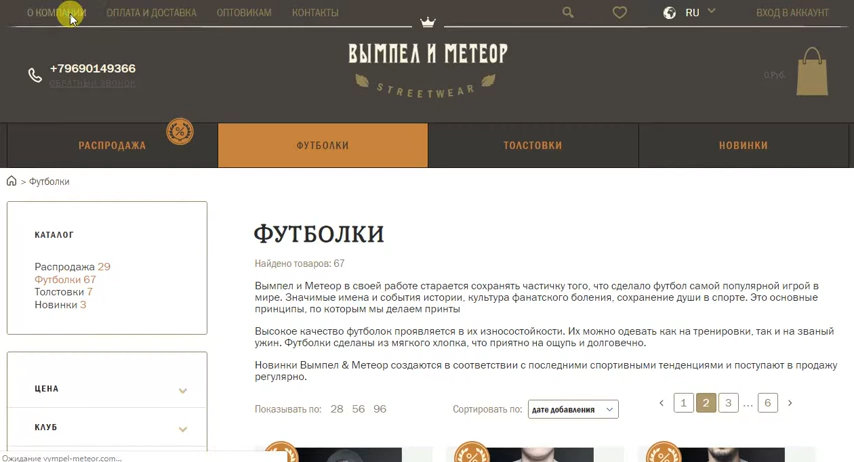 О КОМПАНИИ ОПЛАТА И ДОСТАВКА ОПТОВИКАМ КОНТАКТЫ RU ВХОД В АККАУНТ
+79690149366
ОБРАТНЫЙ ЗВОНОК
ВЫМПЕЛ И МЕТЕОР
STREETWEAR
0 Руб.
РАСПРОДАЖА % ФУТБОЛКИ ТОЛСТОВКИ НОВИНКИ
> Футболки
КАТАЛОГ
Распродажа 29
Футболки 67
Толстовки 7
Новинки 3
ЦЕНА
КЛУБ
ФУТБОЛКИ
Найдено товаров: 67
Вымпел и Метеор в своей работе старается сохранять частичку того, что сделало футбол самой популярной игрой в
мире. Значимые имена и события истории, культура фанатского боления, сохранение души в спорте. Это основные
принципы, по которым мы делаем принты
Высокое качество футболок проявляется в их износостойкости. Их можно одевать как на тренировки, так и на званый
ужин. Футболки сделаны из мягкого хлопка, что приятно на ощупь и долговечно.
Новинки Вымпел & Метеор создаются в соответствии с последними спортивными тенденциями и поступают в продажу
регулярно.
Показывать по: 28 56 96 Сортировать по: дате добавления < 1 2 3 ... 6 >
% % %
Ожидание vympel-meteor.com...